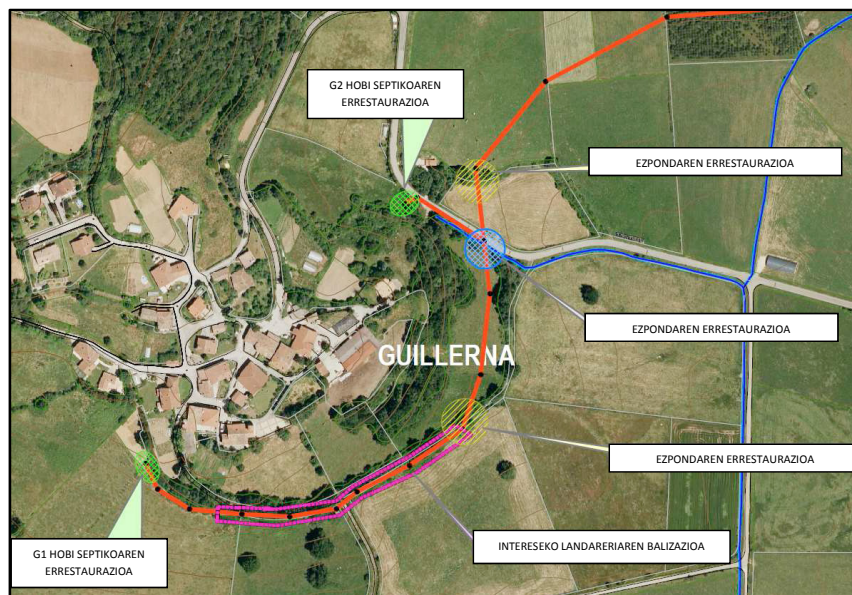 G2 HOBI SEPTIKOAREN
ERRESTAURAZIOA
EZPONDAREN ERRESTAURAZIOA
EZPONDAREN ERRESTAURAZIOA
GUILLERNA
EZPONDAREN ERRESTAURAZIOA
INTERESEKO LANDARERIAREN BALIZAZIOA
G1 HOBI SEPTIKOAREN
ERRESTAURAZIOA